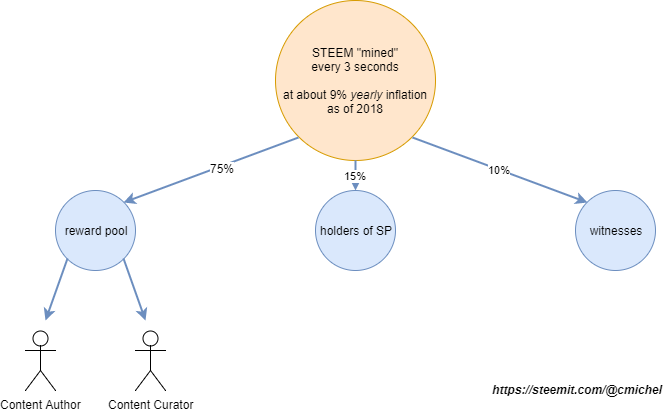 STEEM "mined"
every 3 seconds
at about 9% yearly inflation
as of 2018
75%
15%
10%
reward pool
holders of SP
witnesses
Content Author
Content Curator
https://steemit.com/@cmichel